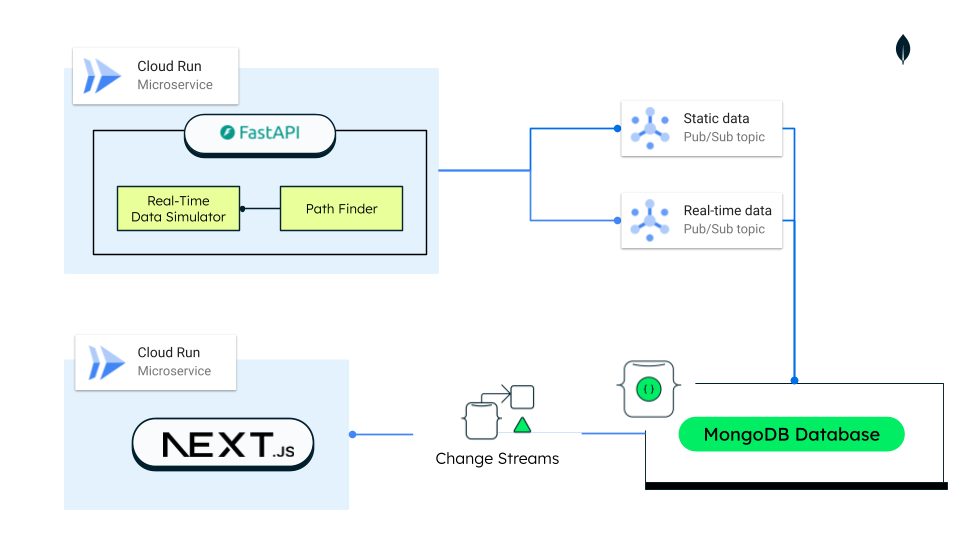 Cloud Run
Microservice
FastAPI
Real-Time
Data Simulator
Path Finder
Static data
Pub/Sub topic
Real-time data
Pub/Sub topic
Cloud Run
Microservice
NEXT.JS
Change Streams
{ }
MongoDB Database